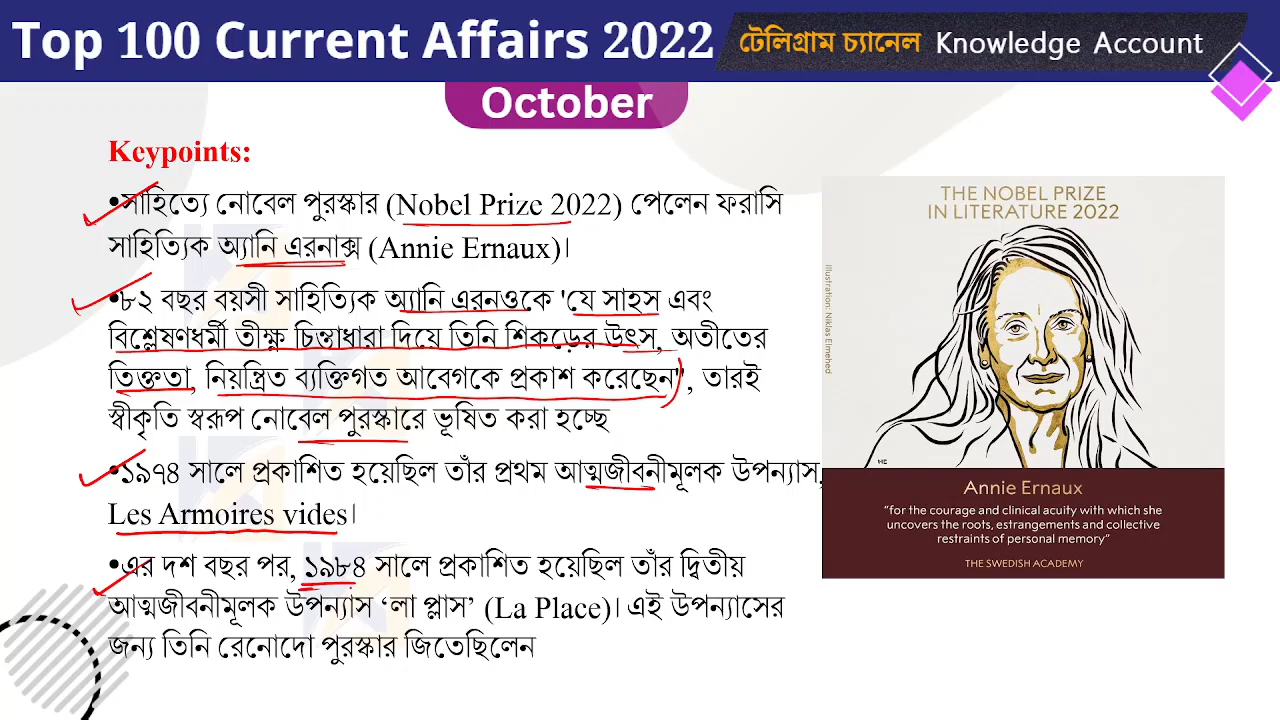 Top 100 Current Affairs 2022
টেলিগ্রাম চ্যানেল Knowledge Account
October
Keypoints:
•সাহিত্যে নোবেল পুরস্কার (Nobel Prize 2022) পেলেন ফরাসি
সাহিত্যিক অ্যানি এরনাক্স (Annie Ernaux)।
•৮২ বছর বয়সী সাহিত্যিক অ্যানি এরনওকে 'যে সাহস এবং
বিশ্লেষণধর্মী তীক্ষ্ণ চিন্তাধারা দিয়ে তিনি শিকড়ের উৎস, অতীতের
তিক্ততা, নিয়ন্ত্রিত ব্যক্তিগত আবেগকে প্রকাশ করেছেন", তারই
স্বীকৃতি স্বরূপ নোবেল পুরস্কারে ভূষিত করা হচ্ছে
•১৯৭৪ সালে প্রকাশিত হয়েছিল তাঁর প্রথম আত্মজীবনীমূলক উপন্যাস,
Les Armoires vides।
•এর দশ বছর পর, ১৯৮৪ সালে প্রকাশিত হয়েছিল তাঁর দ্বিতীয়
আত্মজীবনীমূলক উপন্যাস ‘লা প্লাস’ (La Place)। এই উপন্যাসের
জন্য তিনি রেনোদো পুরস্কার জিতেছিলেন
THE NOBEL PRIZE
IN LITERATURE 2022
Illustration: Niklas Elmehed
NE
Annie Ernaux
“for the courage and clinical acuity with which she
uncovers the roots, estrangements and collective
restraints of personal memory”
THE SWEDISH ACADEMY